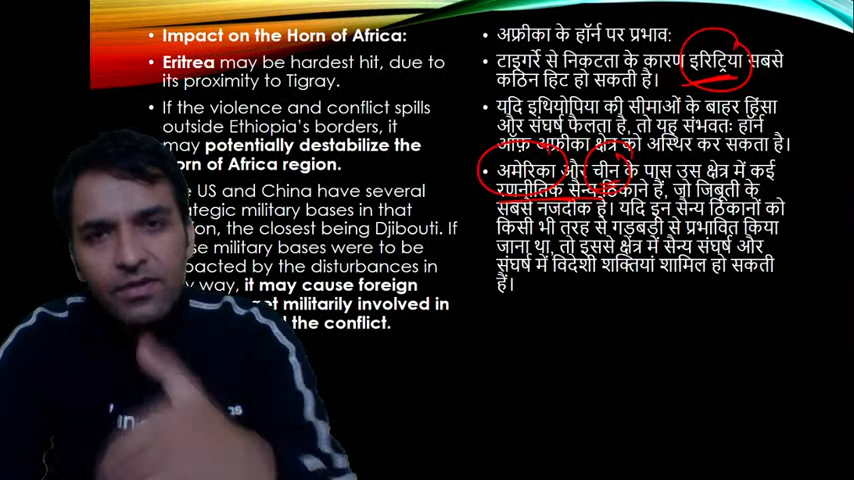 • Impact on the Horn of Africa:
• Eritrea may be hardest hit, due to
its proximity to Tigray.
• If the violence and conflict spills
outside Ethiopia's borders, it
may potentially destabilize the
orn of Africa region.
US and China have several
ategic military bases in that
on, the closest being Djibouti. If
se military bases were to be
pacted by the disturbances in
y way, it may cause foreign
get militarily involved in
d the conflict.
• अफ्रीका के हॉर्न पर प्रभाव:
• टाइगर्रे से निकटता के कारण इरिट्रिया सबसे
कठिन हिट हो सकती है।
• यदि इथियोपिया की सीमाओं के बाहर हिंसा
और संघर्ष फैलता है, तो यह संभवतः हॉर्न
ऑफ़ अफ्रीका क्षेत्र को अस्थिर कर सकता है।
• अमेरिका और चीन के पास उस क्षेत्र में कई
रणनीतिक सैन्य ठिकाने हैं, जो जिबूती के
सबसे नजदीक है। यदि इन सैन्य ठिकानों को
किसी भी तरह से गड़बड़ी से प्रभावित किया
जाना था, तो इससे क्षेत्र में सैन्य संघर्ष और
संघर्ष में विदेशी शक्तियां शामिल हो सकती
हैं।